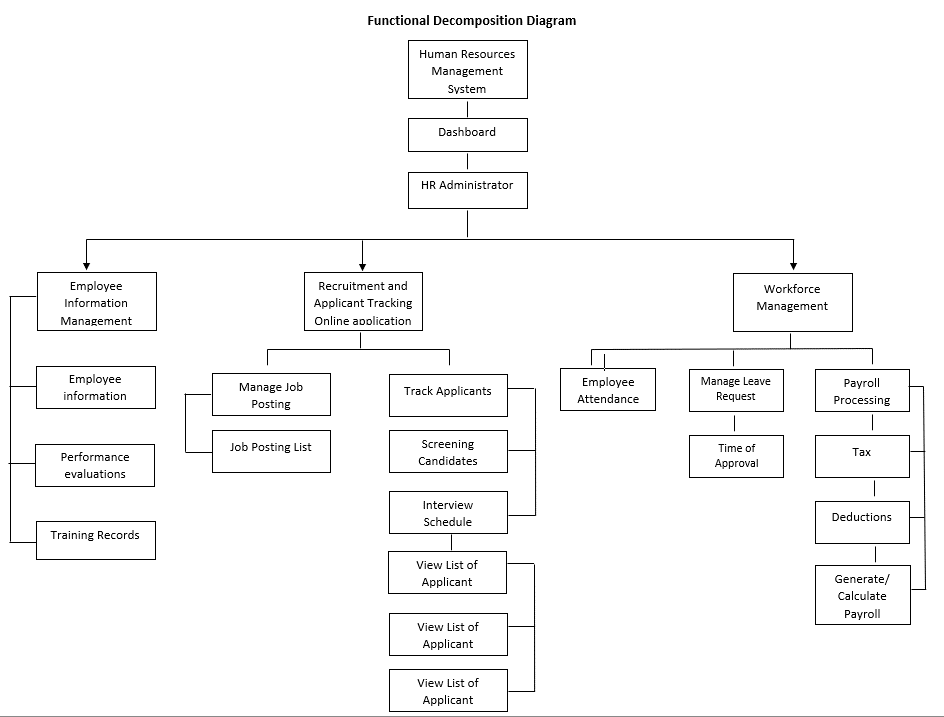 Functional Decomposition Diagram
Human Resources
Management
System
Dashboard
HR Administrator
Employee
Information
Management
Recruitment and
Applicant Tracking
Online application
Workforce
Management
Employee
information
Performance
evaluations
Training Records
Manage Job
Posting
Job Posting List
Track Applicants
Screening
Candidates
Interview
Schedule
View List of
Applicant
View List of
Applicant
View List of
Applicant
Employee
Attendance
Manage Leave
Request
Time of
Approval
Payroll
Processing
Tax
Deductions
Generate/
Calculate
Payroll